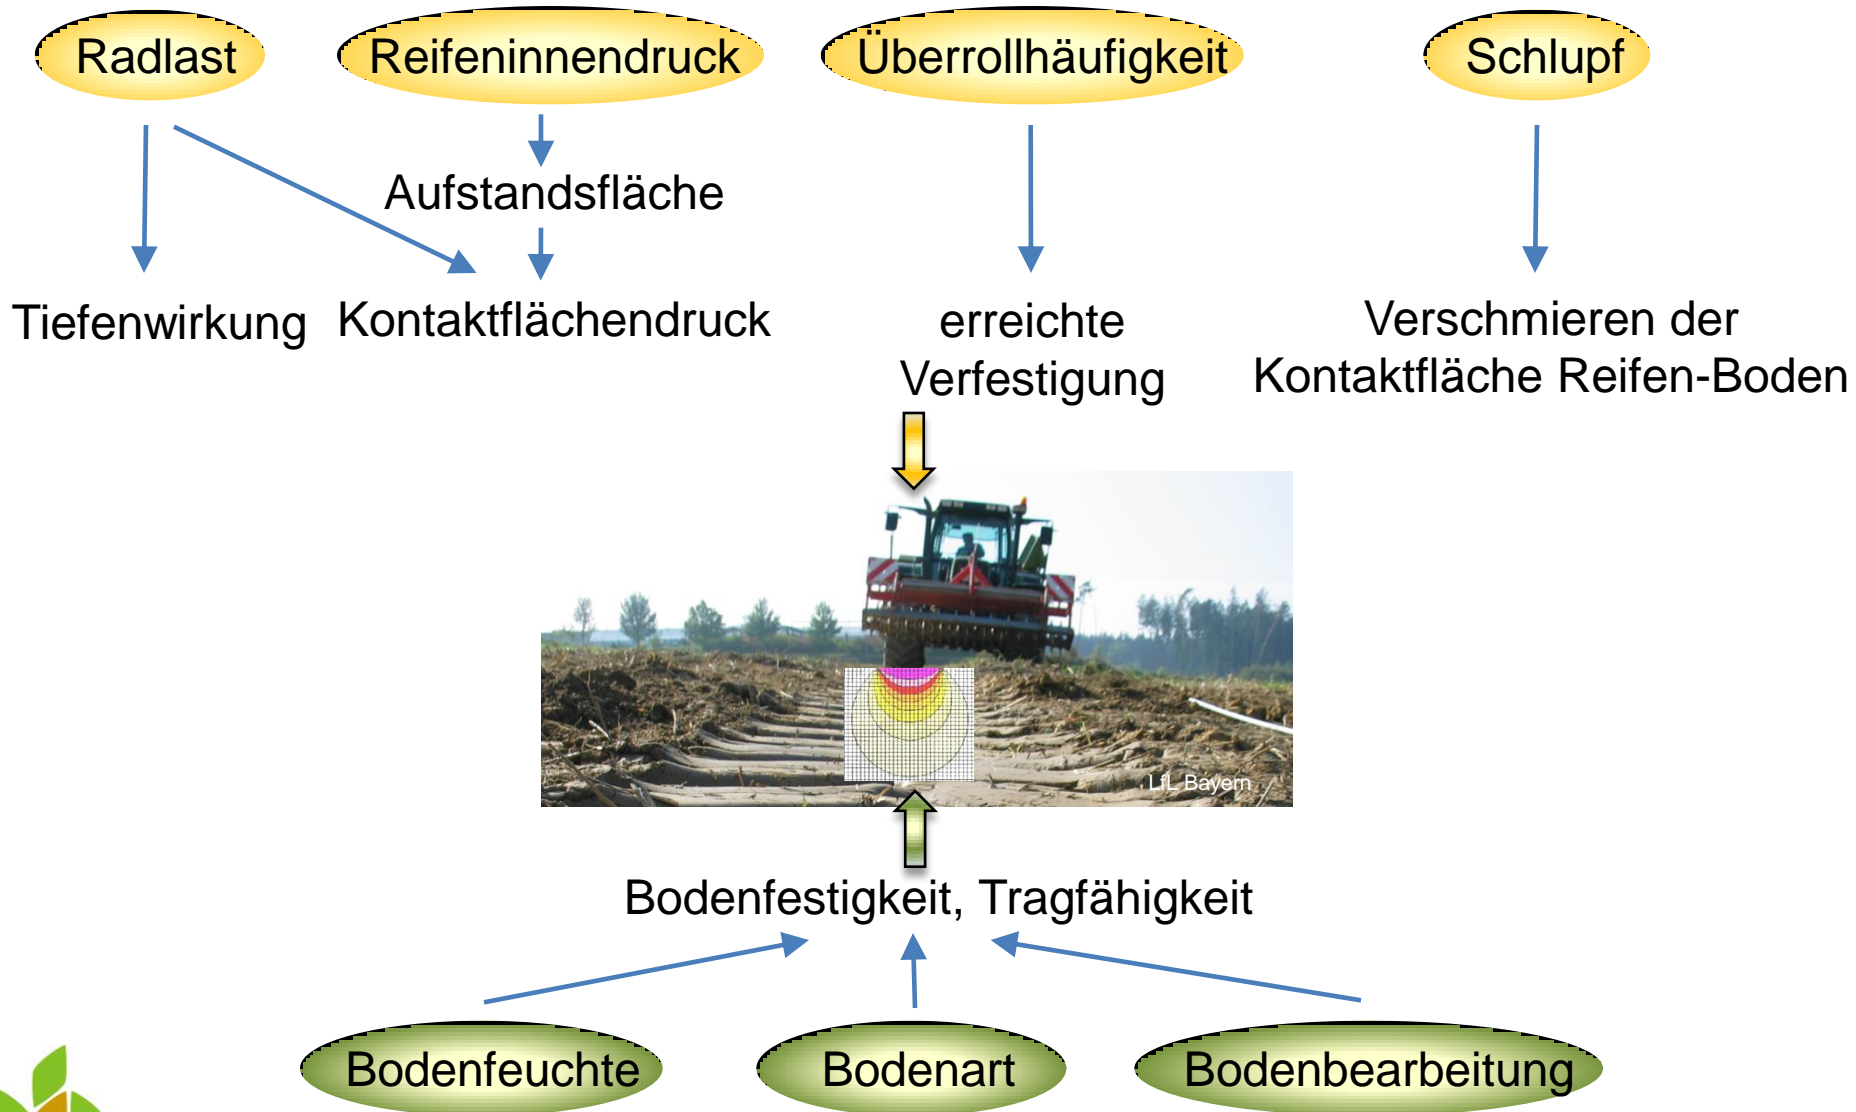 Radlast
Reifeninnendruck
Überrollhäufigkeit
Schlupf
Aufstandsfläche
Tiefenwirkung
Kontaktflächendruck
erreichte
Verfestigung
Verschmieren der
Kontaktfläche Reifen-Boden
LfL Bayern
Bodenfestigkeit, Tragfähigkeit
Bodenfeuchte
Bodenart
Bodenbearbeitung